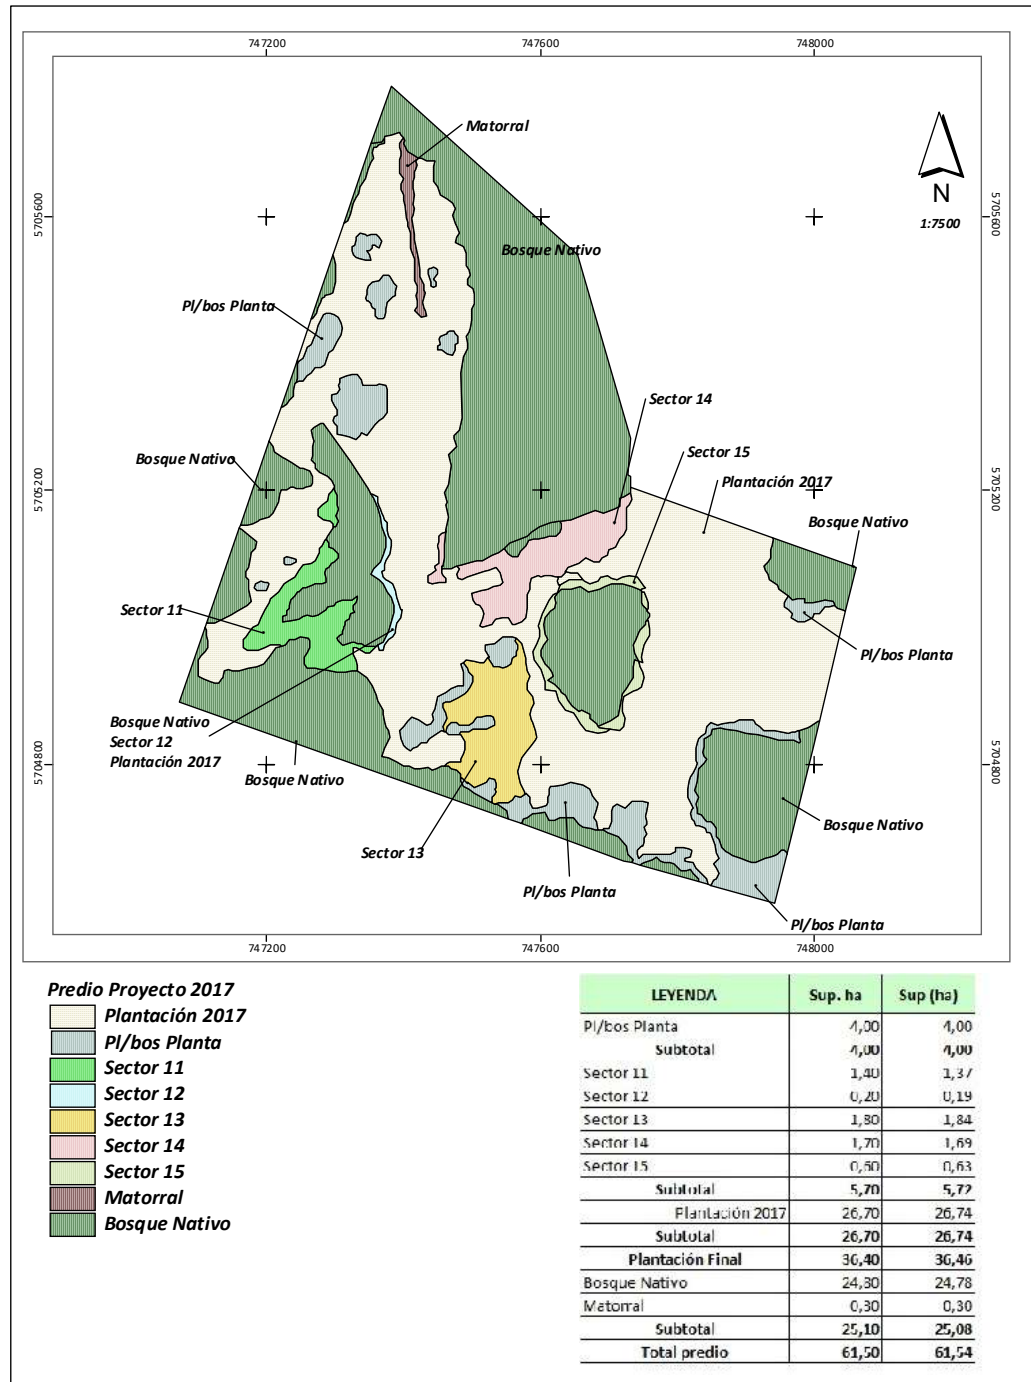 747200 747600 748000
Matorral
N
1:7500
5705600 5705600
Bosque Nativo
Pl/bos Planta
Sector 14
Sector 15
Bosque Nativo
Plantación 2017
5705200 5705200
Bosque Nativo
Sector 11
Pl/bos Planta
Bosque Nativo
Sector 12
Plantación 2017
Bosque Nativo
5704800 5704800
Bosque Nativo
Sector 13
Pl/bos Planta
Pl/bos Planta
747200 747600 748000
Predio Proyecto 2017
Plantación 2017
Pl/bos Planta
Sector 11
Sector 12
Sector 13
Sector 14
Sector 15
Matorral
Bosque Nativo
LEYENDA Sup. ha Sup (ha)
Pl/bos Planta 4,00 4,00
Subtotal 4,00 4,00
Sector 11 1,40 1,37
Sector 12 0,20 0,19
Sector 13 1,80 1,84
Sector 14 1,70 1,69
Sector 15 0,60 0,63
Subtotal 5,70 5,72
Plantación 2017 26,70 26,74
Subtotal 26,70 26,74
Plantación Final 36,40 36,46
Bosque Nativo 24,80 24,78
Matorral 0,30 0,30
Subtotal 25,10 25,08
Total predio 61,50 61,54